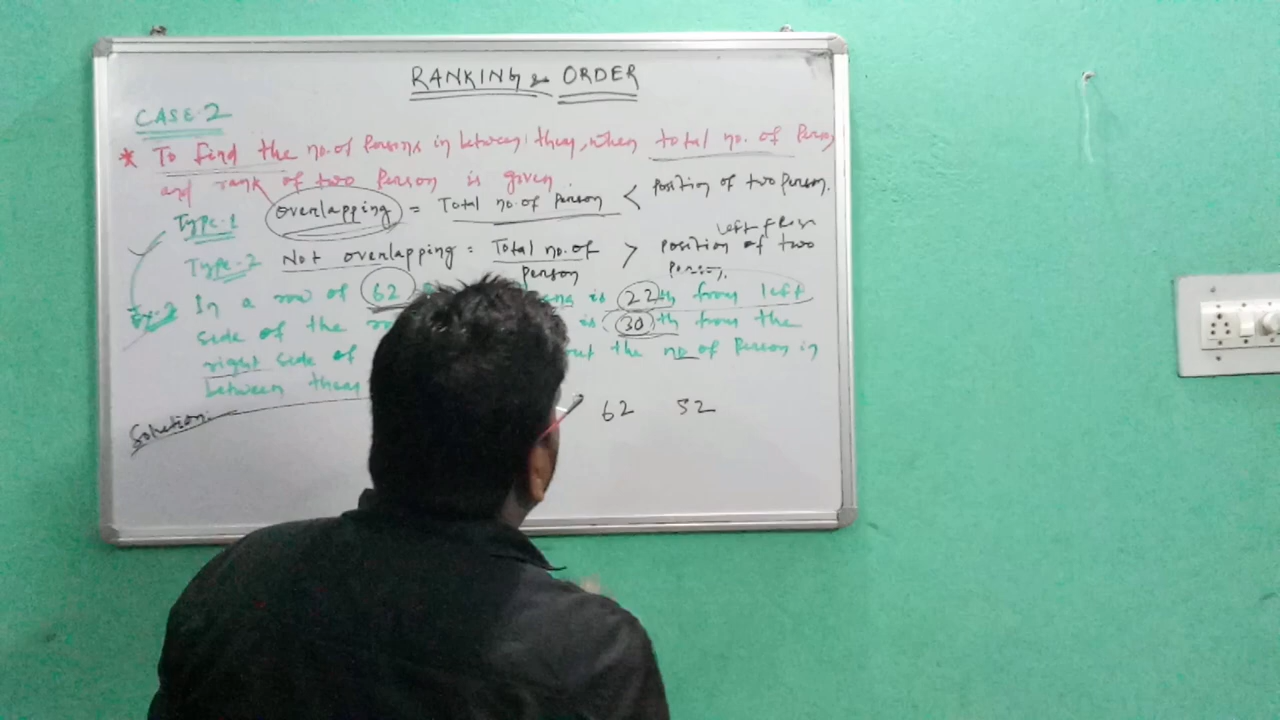 RANKING & ORDER
CASE-2
* To find the no. of Persons in between them, when total no. of Person
and rank of two Person is given
Type-1 overlapping = Total no. of person < position of two person.
Left & Right
Type-2 Not overlapping = Total no. of > position of two
person person.
Ex-2 In a row of 62 is 22th from left
side of the is 30th from the
right side of out the no of Person in
between them
Solution: 62 52